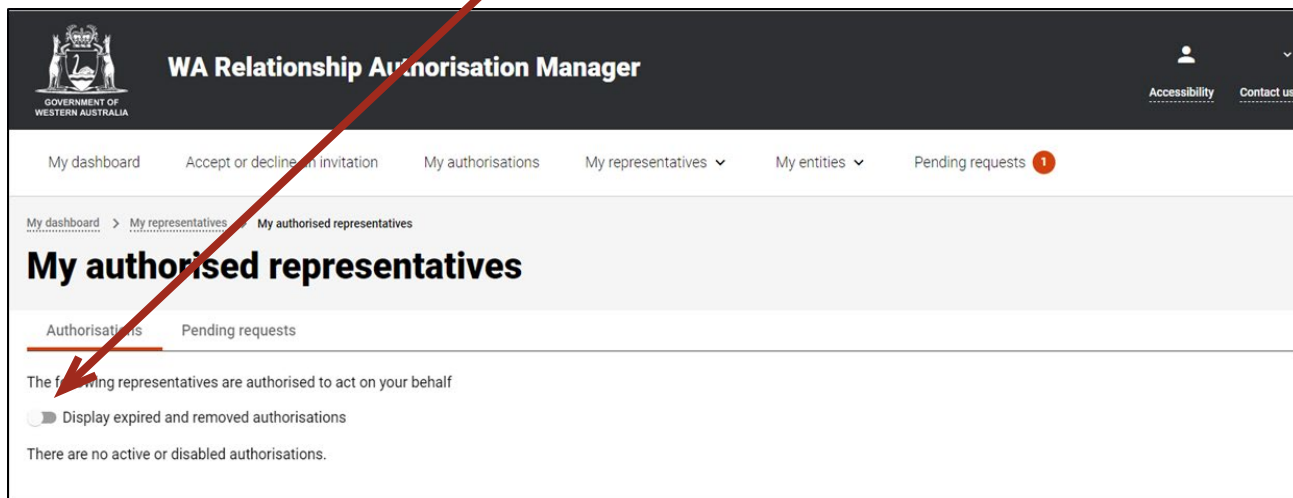 WA Relationship Authorisation Manager
GOVERNMENT OF
WESTERN AUSTRALIA
Accessibility Contact us
My dashboard Accept or decline an invitation My authorisations My representatives My entities Pending requests 1
My dashboard > My representatives > My authorised representatives
My authorised representatives
Authorisations Pending requests
The following representatives are authorised to act on your behalf
Display expired and removed authorisations
There are no active or disabled authorisations.